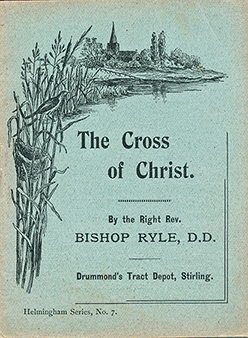 The Cross
of Christ.
By the Right Rev.
BISHOP RYLE, D.D.
Drummond's Tract Depot, Stirling.
Helmingham Series, No. 7.